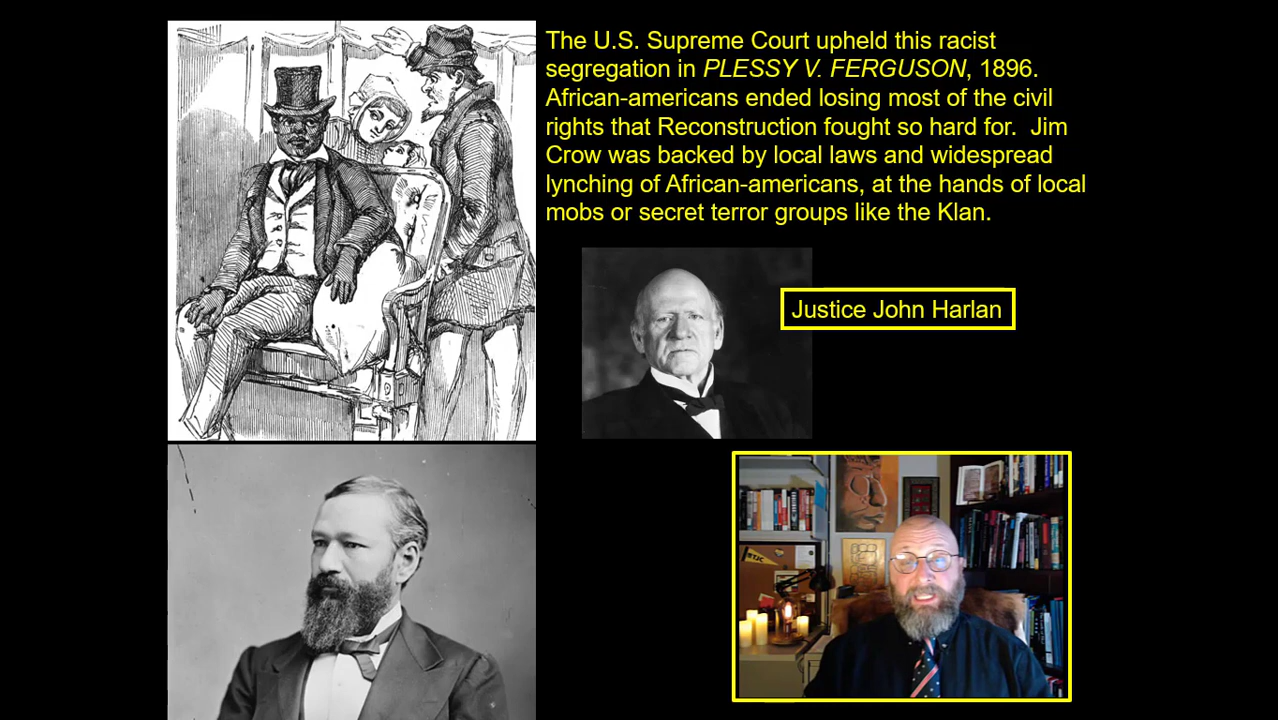 The U.S. Supreme Court upheld this racist
segregation in PLESSY V. FERGUSON, 1896.
African-americans ended losing most of the civil
rights that Reconstruction fought so hard for.  Jim
Crow was backed by local laws and widespread
lynching of African-americans, at the hands of local
mobs or secret terror groups like the Klan.
Justice John Harlan